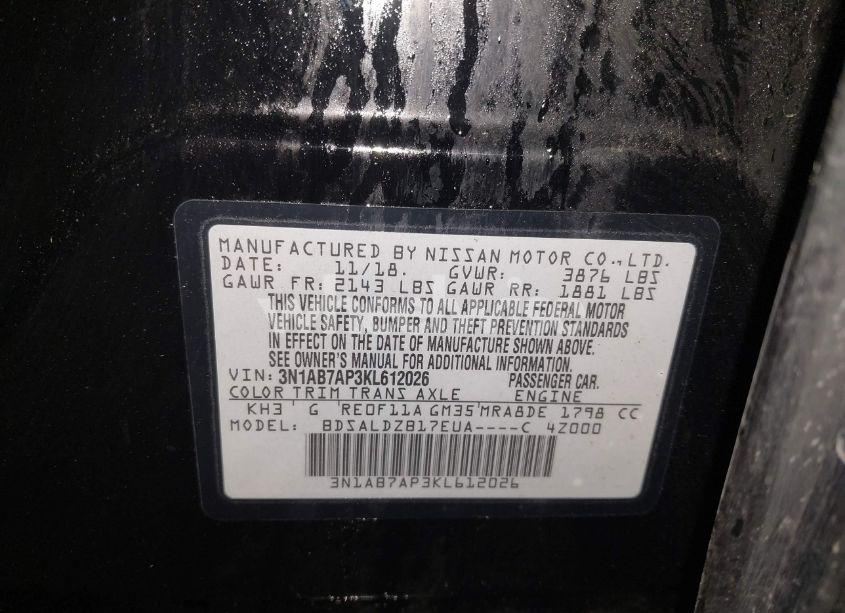 MANUFACTURED BY NISSAN MOTOR CO.,LTD.
DATE: 11/18. GVWR: 3876 LBS
GAWR FR: 2143 LBS GAWR RR: 1881 LBS
THIS VEHICLE CONFORMS TO ALL APPLICABLE FEDERAL MOTOR
VEHICLE SAFETY, BUMPER AND THEFT PREVENTION STANDARDS
IN EFFECT ON THE DATE OF MANUFACTURE SHOWN ABOVE.
SEE OWNER'S MANUAL FOR ADDITIONAL INFORMATION.
VIN: 3N1AB7AP3KL612026 PASSENGER CAR.
COLOR TRIM TRANS AXLE ENGINE
KH3 G RE0F11A GM35 MRA8DE 1798 CC
MODEL: BDSALDZB17EUA----C 4Z000
3N1AB7AP3KL612026